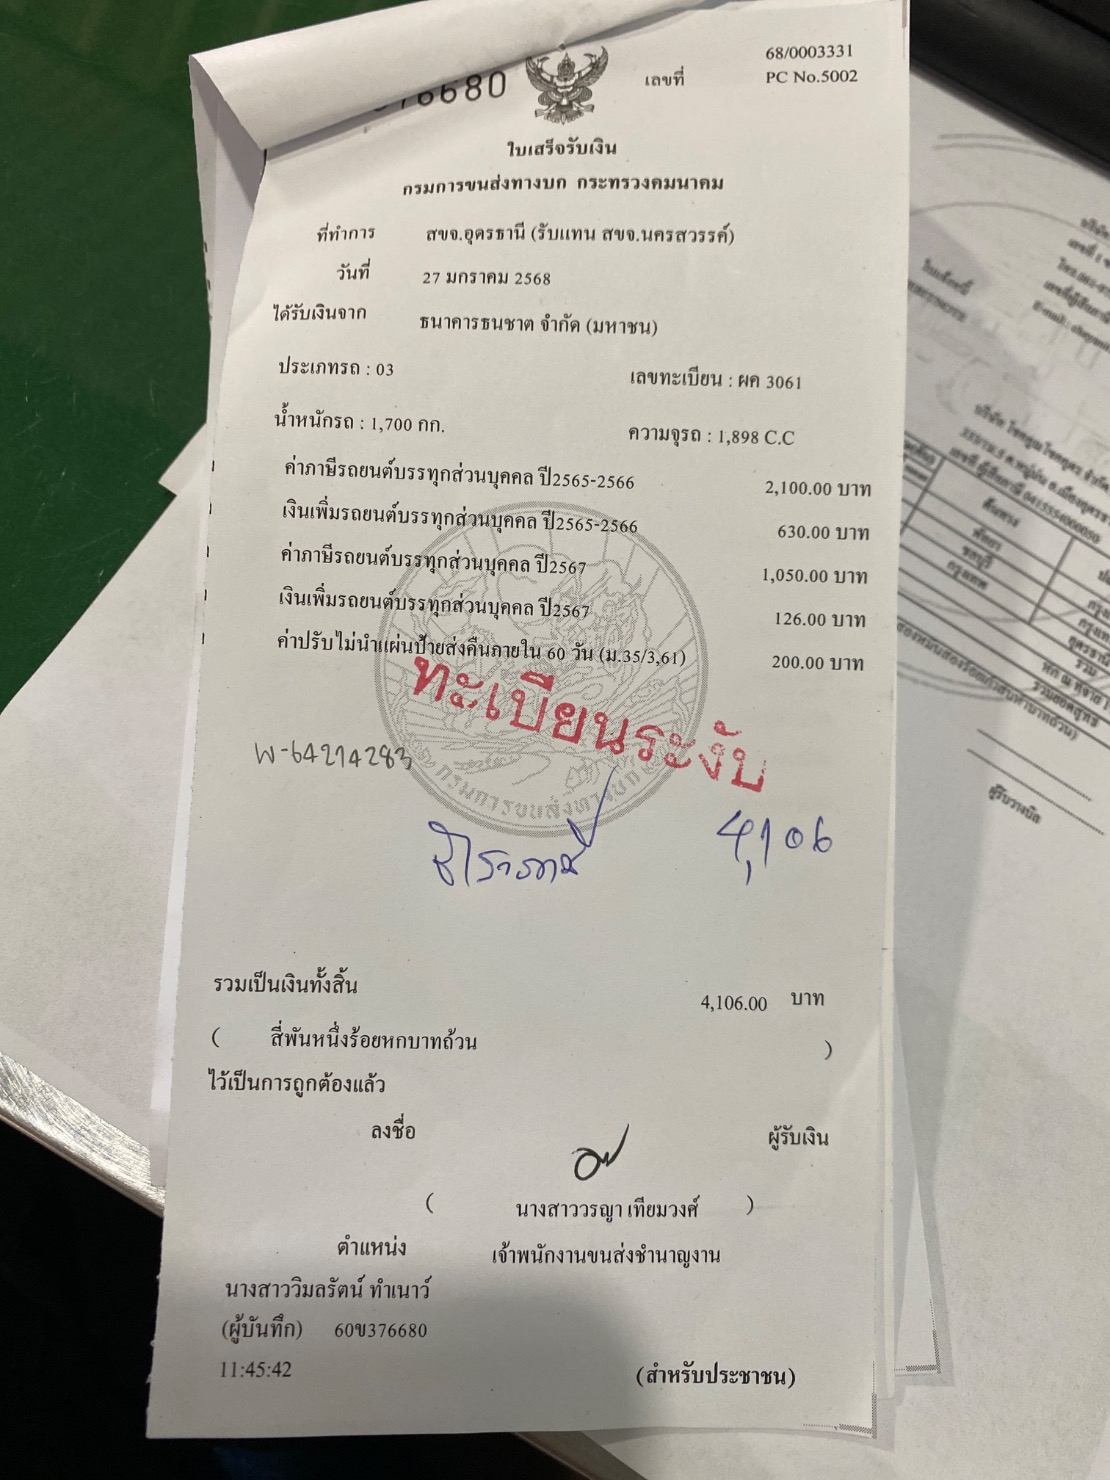 เลขที่ 68/0003331
PC No.5002
ใบเสร็จรับเงิน
กรมการขนส่งทางบก กระทรวงคมนาคม
ที่ทำการ สขจ.อุดรธานี (รับแทน สขจ.นครสวรรค์)
วันที่ 27 มกราคม 2568
ได้รับเงินจาก ธนาคารธนชาต จำกัด (มหาชน)
ประเภทรถ : 03 เลขทะเบียน : ผค 3061
น้ำหนักรถ : 1,700 กก. ความจุรถ : 1,898 C.C
ค่าภาษีรถยนต์บรรทุกส่วนบุคคล ปี2565-2566 2,100.00 บาท
เงินเพิ่มรถยนต์บรรทุกส่วนบุคคล ปี2565-2566 630.00 บาท
ค่าภาษีรถยนต์บรรทุกส่วนบุคคล ปี2567 1,050.00 บาท
เงินเพิ่มรถยนต์บรรทุกส่วนบุคคล ปี2567 126.00 บาท
ค่าปรับไม่นำแผ่นป้ายส่งคืนภายใน 60 วัน (ม.35/3,61) 200.00 บาท
ทะเบียนระงับ
กรมการขนส่งทางบก
W-64214283
4,106
รวมเป็นเงินทั้งสิ้น 4,106.00 บาท
( สี่พันหนึ่งร้อยหกบาทถ้วน )
ไว้เป็นการถูกต้องแล้ว
ลงชื่อ ผู้รับเงิน
( นางสาววรญา เทียมวงศ์ )
ตำแหน่ง เจ้าพนักงานขนส่งชำนาญงาน
นางสาววิมลรัตน์ ทำเนาว์
(ผู้บันทึก) 60ข376680
11:45:42
(สำหรับประชาชน)
ผู้รับวางบิล